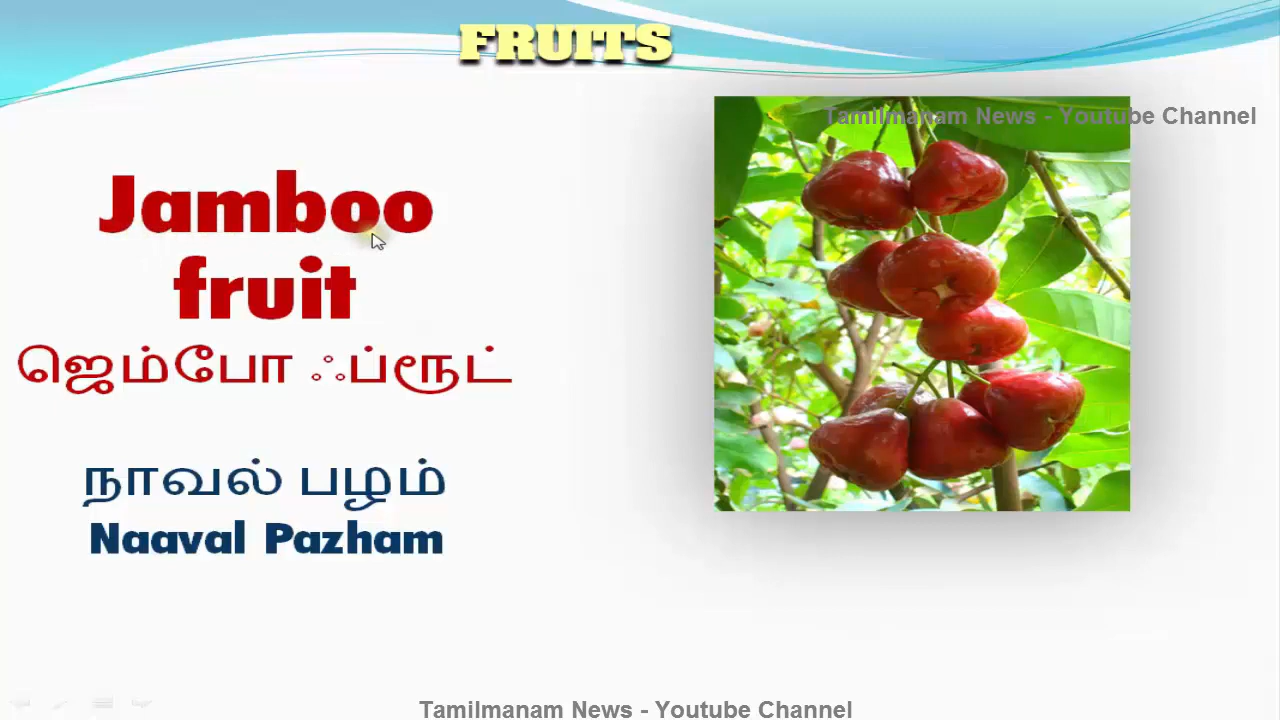 FRUITS
Tamilmanam News - Youtube Channel
Jamboo
fruit
ஜெம்போ ஃப்ரூட்
நாவல் பழம்
Naaval Pazham
Tamilmanam News - Youtube Channel